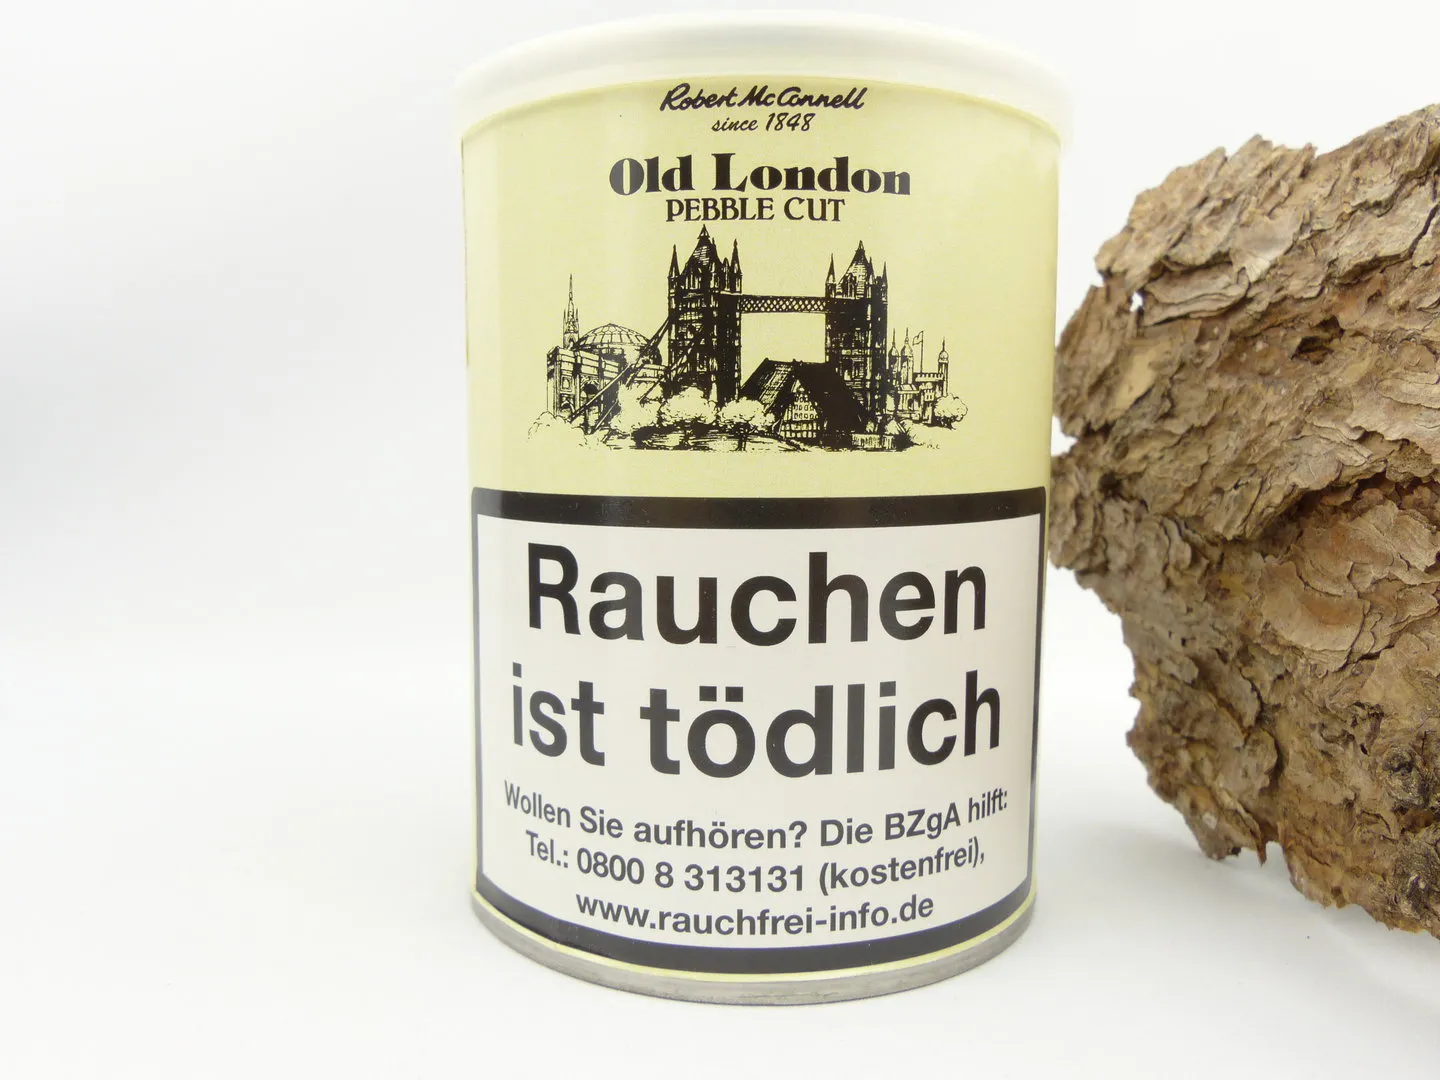 Robert McConnell
since 1848
Old London
PEBBLE CUT
Rauchen
ist tödlich
Wollen Sie aufhören? Die BZgA hilft:
Tel.: 0800 8 313131 (kostenfrei),
www.rauchfrei-info.de